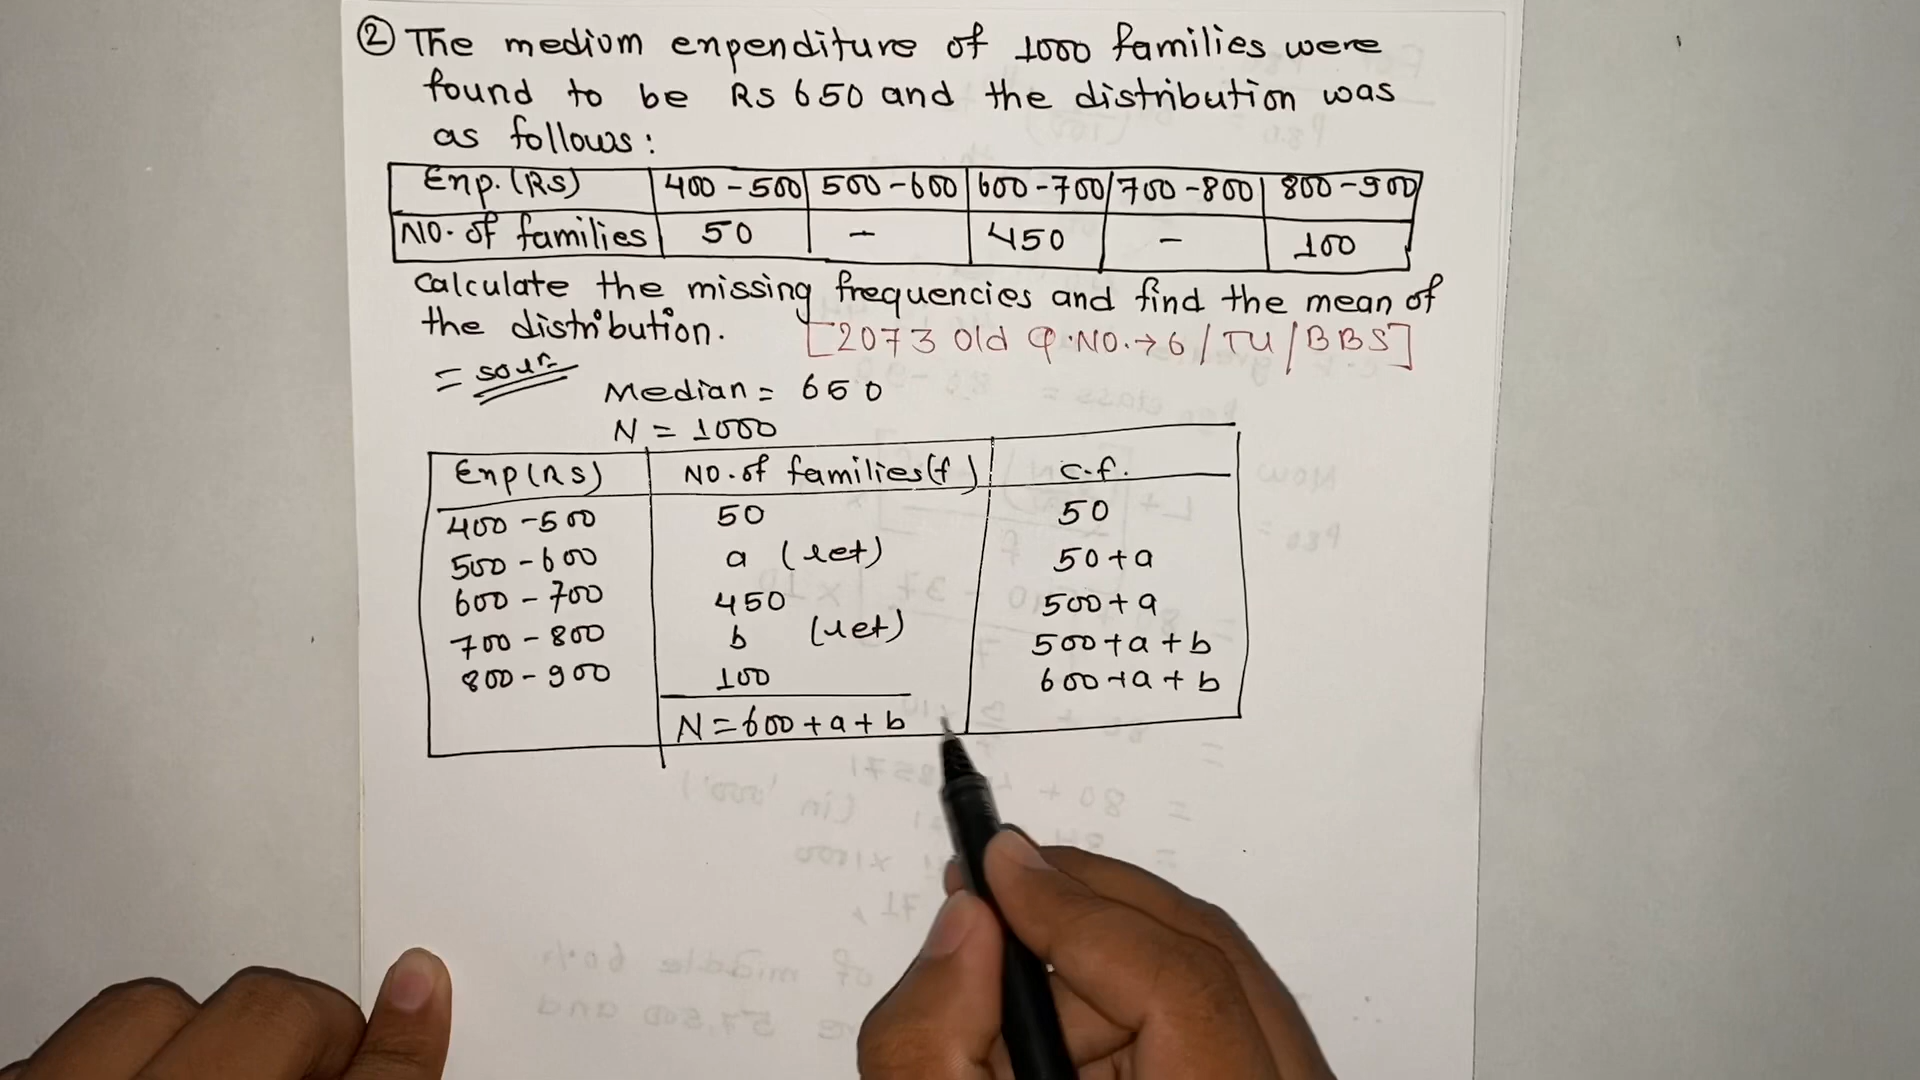 ② The medium enpenditure of 1000 families were
found to be RS 650 and the distribution was
as follows:
Enp. (RS) 400-500 500-600 600-700 700-800 800-900
NO. of families 50 - 450 - 100
Calculate the missing frequencies and find the mean of
the distribution. [2073 Old Q.NO.→6/TU/BBS]
= soln
Median = 650
N = 1000
Enp (RS) NO. of families (f) c.f.
400-500 50 50
500-600 a (let) 50+a
600-700 450 500+a
700-800 b (let) 500+a+b
800-900 100 600+a+b
N=600+a+b